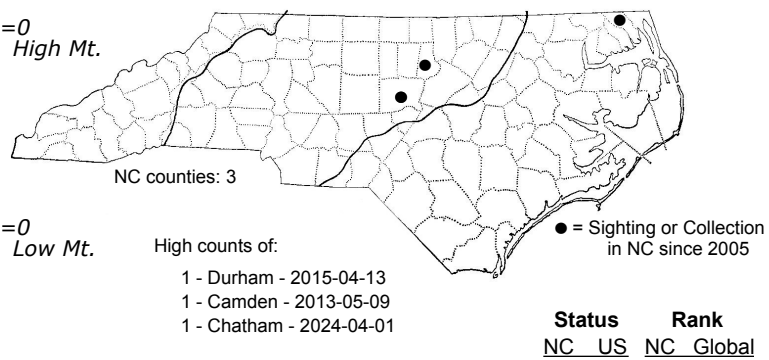 =0
High Mt.
NC counties: 3
=0
Low Mt.
High counts of:
1 - Durham - 2015-04-13
1 - Camden - 2013-05-09
1 - Chatham - 2024-04-01
● = Sighting or Collection
in NC since 2005
Status Rank
NC US NC Global